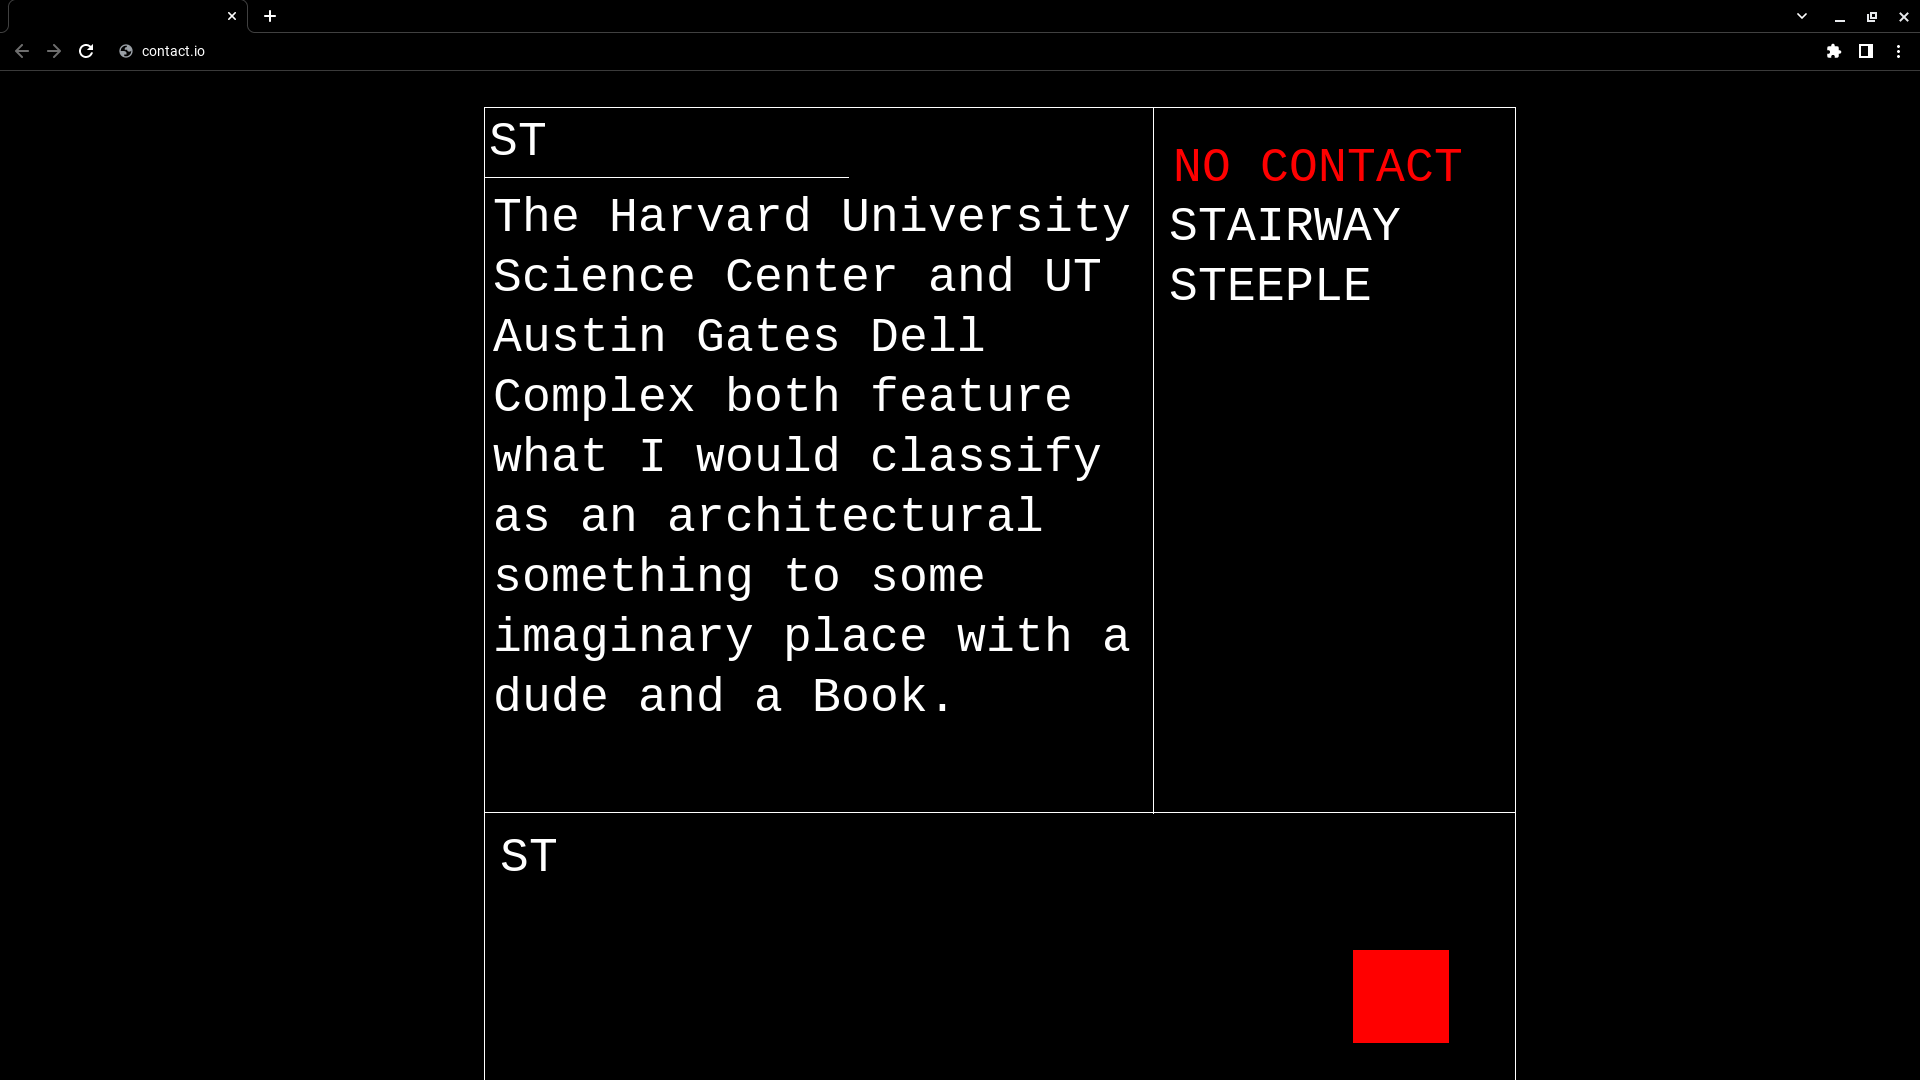 contact.io
ST
NO CONTACT
The Harvard University
STAIRWAY
Science Center and UT
STEEPLE
Austin Gates Dell
Complex both feature
what I would classify
as an architectural
something to some
imaginary place with a
dude and a Book.
ST